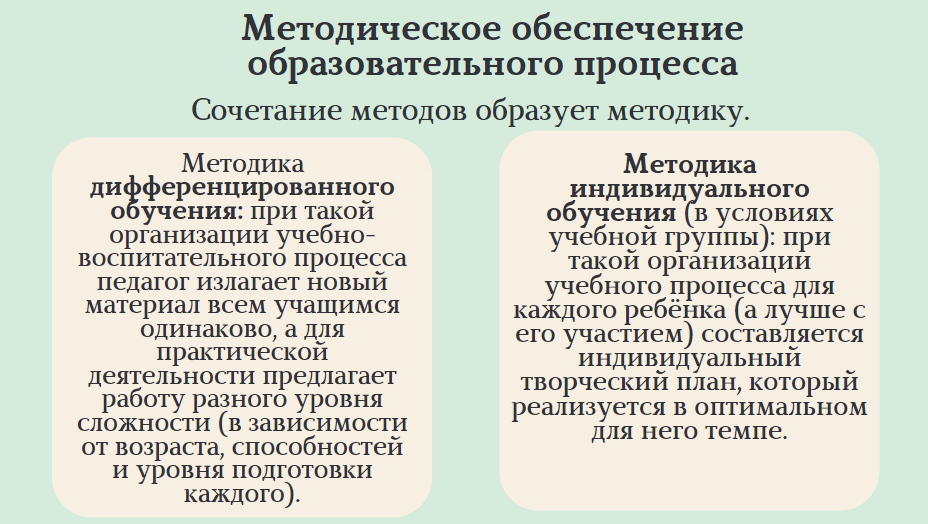 Методическое обеспечение
образовательного процесса
Сочетание методов образует методику.
Методика
дифференцированного
обучения: при такой
организации учебно-
воспитательного процесса
педагог излагает новый
материал всем учащимся
одинаково, а для
практической
деятельности предлагает
работу разного уровня
сложности (в зависимости
от возраста, способностей
и уровня подготовки
каждого).
Методика
индивидуального
обучения (в условиях
учебной группы): при
такой организации
учебного процесса для
каждого ребёнка (а лучше с
его участием) составляется
индивидуальный
творческий план, который
реализуется в оптимальном
для него темпе.